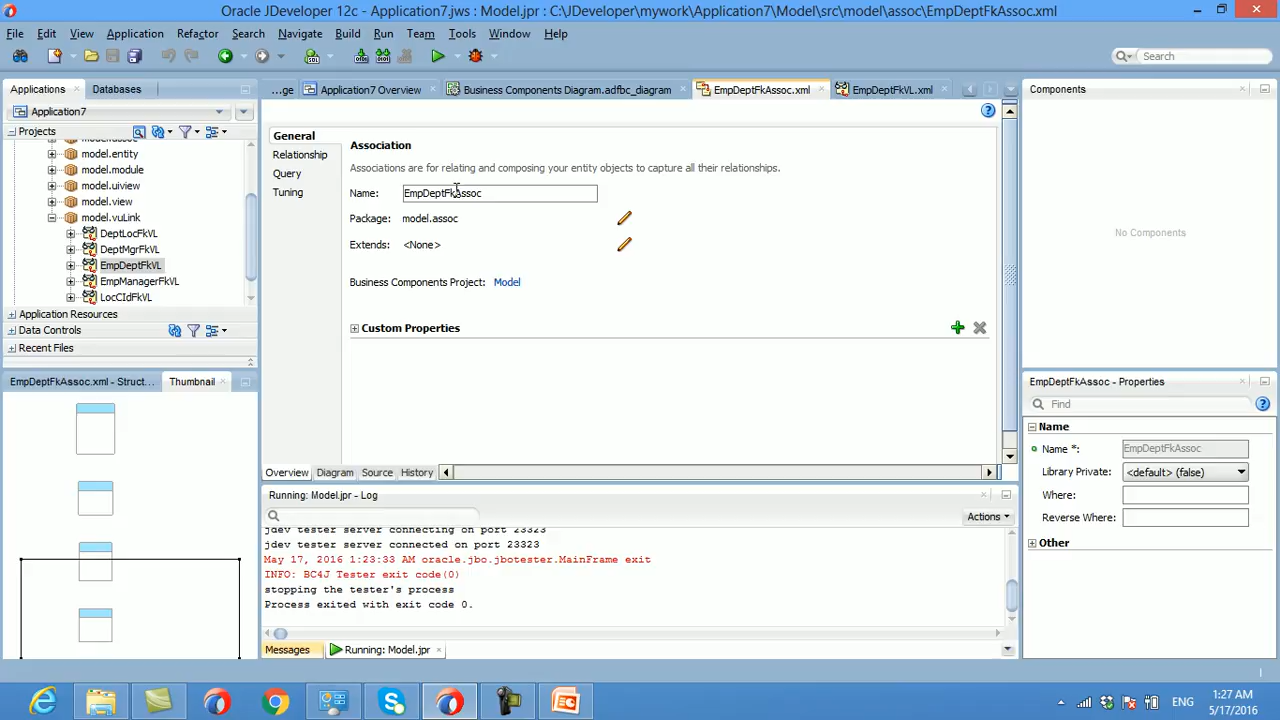 Oracle JDeveloper 12c - Application7.jws : Model.jpr : C:\JDeveloper\mywork\Application7\Model\src\model\assoc\EmpDeptFkAssoc.xml
File Edit View Application Refactor Search Navigate Build Run Team Tools Window Help
Search
Applications Databases
...ge Application7 Overview Business Components Diagram.adfbc_diagram EmpDeptFkAssoc.xml EmpDeptFkVL.xml
Components
Application7
Projects
model.entity
model.module
model.uiview
model.view
model.vuLink
DeptLocFkVL
DeptMgrFkVL
EmpDeptFkVL
EmpManagerFkVL
LocCIdFkVL
Application Resources
Data Controls
Recent Files
General
Relationship
Query
Tuning
Association
Associations are for relating and composing your entity objects to capture all their relationships.
Name: EmpDeptFkAssoc
Package: model.assoc
Extends: <None>
Business Components Project: Model
Custom Properties
Overview Diagram Source History
No Components
EmpDeptFkAssoc.xml - Struct... Thumbnail
Running: Model.jpr - Log
Actions
jdev tester server connecting on port 23323
jdev tester server connected on port 23323
May 17, 2016 1:23:33 AM oracle.jbo.jbotester.MainFrame exit
INFO: BC4J Tester exit code(0)
stopping the tester's process
Process exited with exit code 0.
Messages Running: Model.jpr
EmpDeptFkAssoc - Properties
Find
Name
Name *: EmpDeptFkAssoc
Library Private: <default> (false)
Where:
Reverse Where:
Other
ENG
1:27 AM
5/17/2016